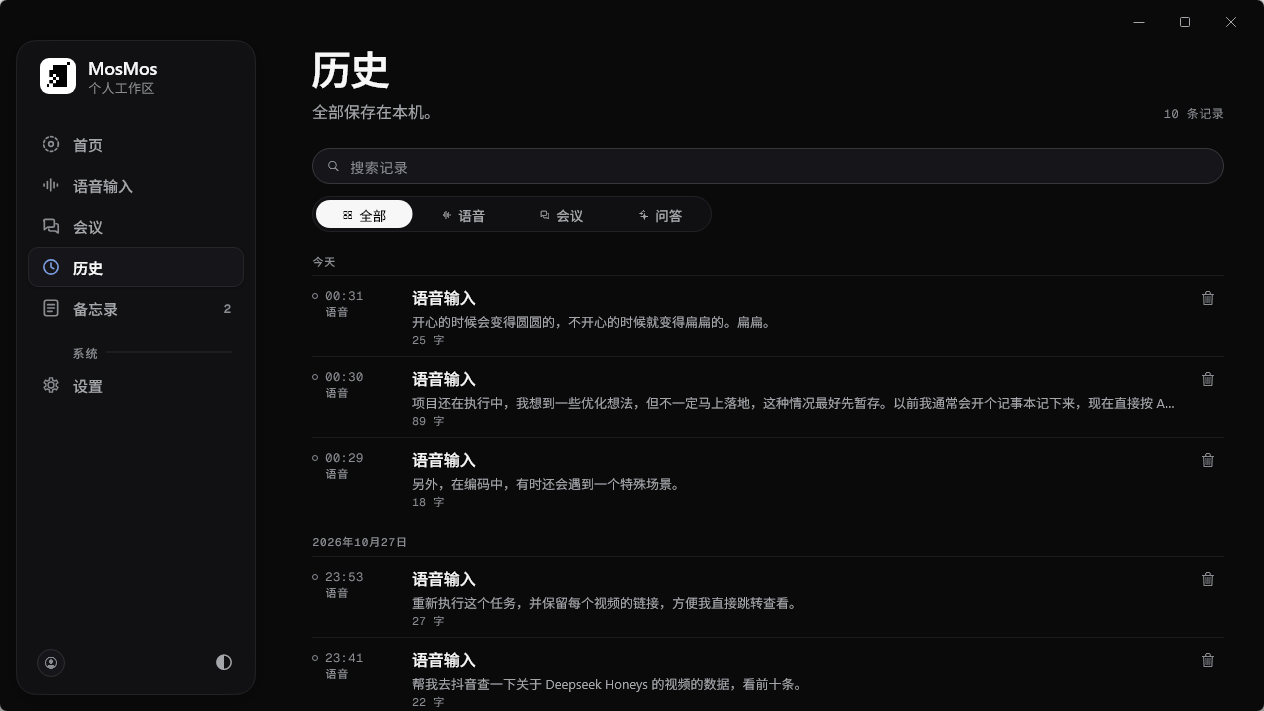 MosMos
个人工作区
首页
语音输入
会议
历史
备忘录 2
系统
设置
历史
全部保存在本机。
10 条记录
搜索记录
全部 语音 会议 问答
今天
00:31 语音输入
语音
开心的时候会变得圆圆的，不开心的时候就变得扁扁的。扁扁。
25 字
00:30 语音输入
语音
项目还在执行中，我想到一些优化想法，但不一定马上落地，这种情况最好先暂存。以前我通常会开个记事本记下来，现在直接按 A...
89 字
00:29 语音输入
语音
另外，在编码中，有时还会遇到一个特殊场景。
18 字
2026年10月27日
23:53 语音输入
语音
重新执行这个任务，并保留每个视频的链接，方便我直接跳转查看。
27 字
23:41 语音输入
语音
帮我去抖音查一下关于 Deepseek Honeys 的视频的数据，看前十条。
22 字